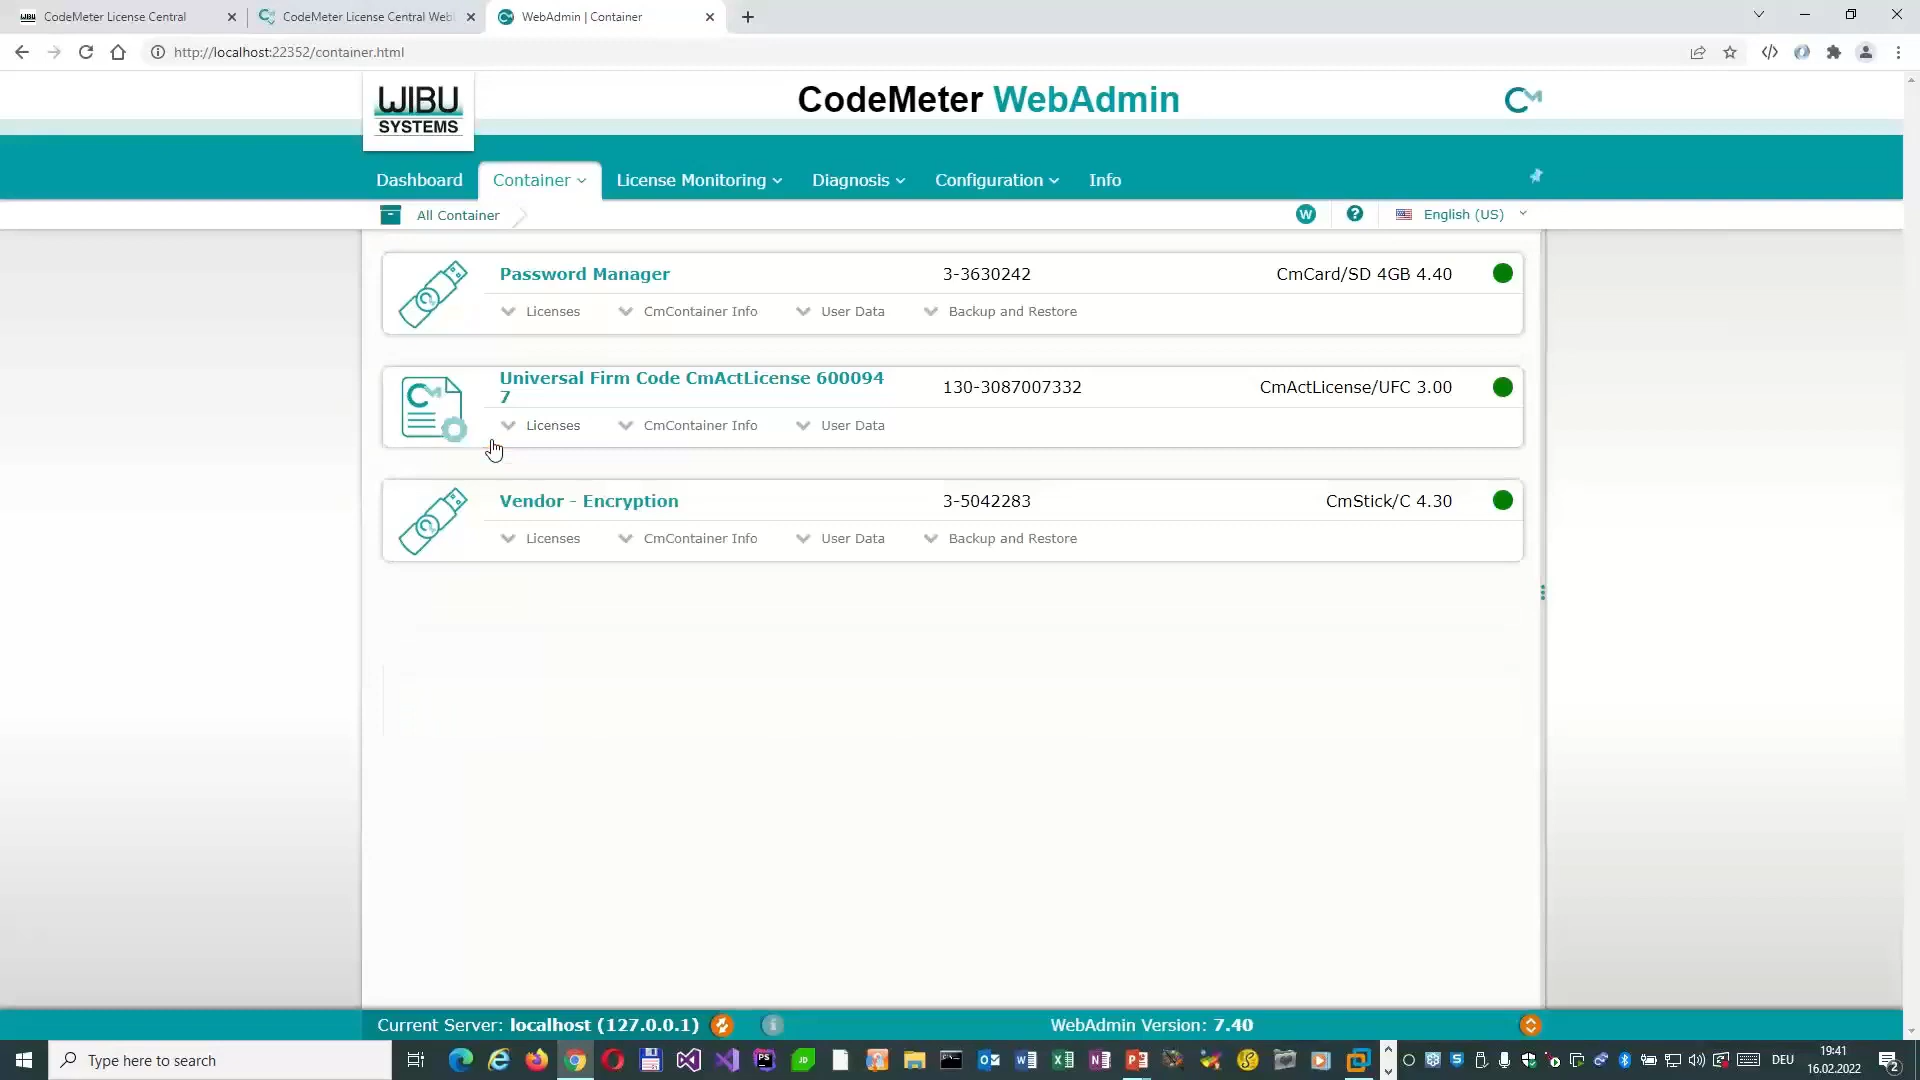 CodeMeter License Central
CodeMeter License Central Web
WebAdmin | Container
http://localhost:22352/container.html
WIBU
SYSTEMS
CodeMeter WebAdmin
Dashboard
Container
License Monitoring
Diagnosis
Configuration
Info
All Container
W
?
English (US)
Password Manager
3-3630242
CmCard/SD 4GB 4.40
Licenses
CmContainer Info
User Data
Backup and Restore
Universal Firm Code CmActLicense 600094
7
130-3087007332
CmActLicense/UFC 3.00
Licenses
CmContainer Info
User Data
Vendor - Encryption
3-5042283
CmStick/C 4.30
Licenses
CmContainer Info
User Data
Backup and Restore
Current Server: localhost (127.0.0.1)
WebAdmin Version: 7.40
Type here to search
DEU
19:41
16.02.2022
2